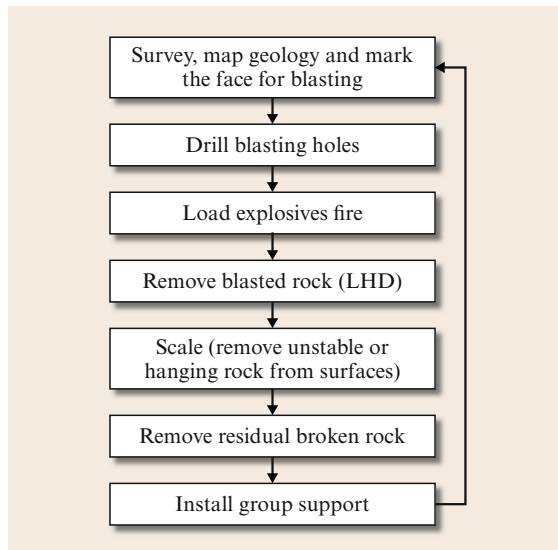 Survey, map geology and mark
the face for blasting
Drill blasting holes
Load explosives fire
Remove blasted rock (LHD)
Scale (remove unstable or
hanging rock from surfaces)
Remove residual broken rock
Install group support